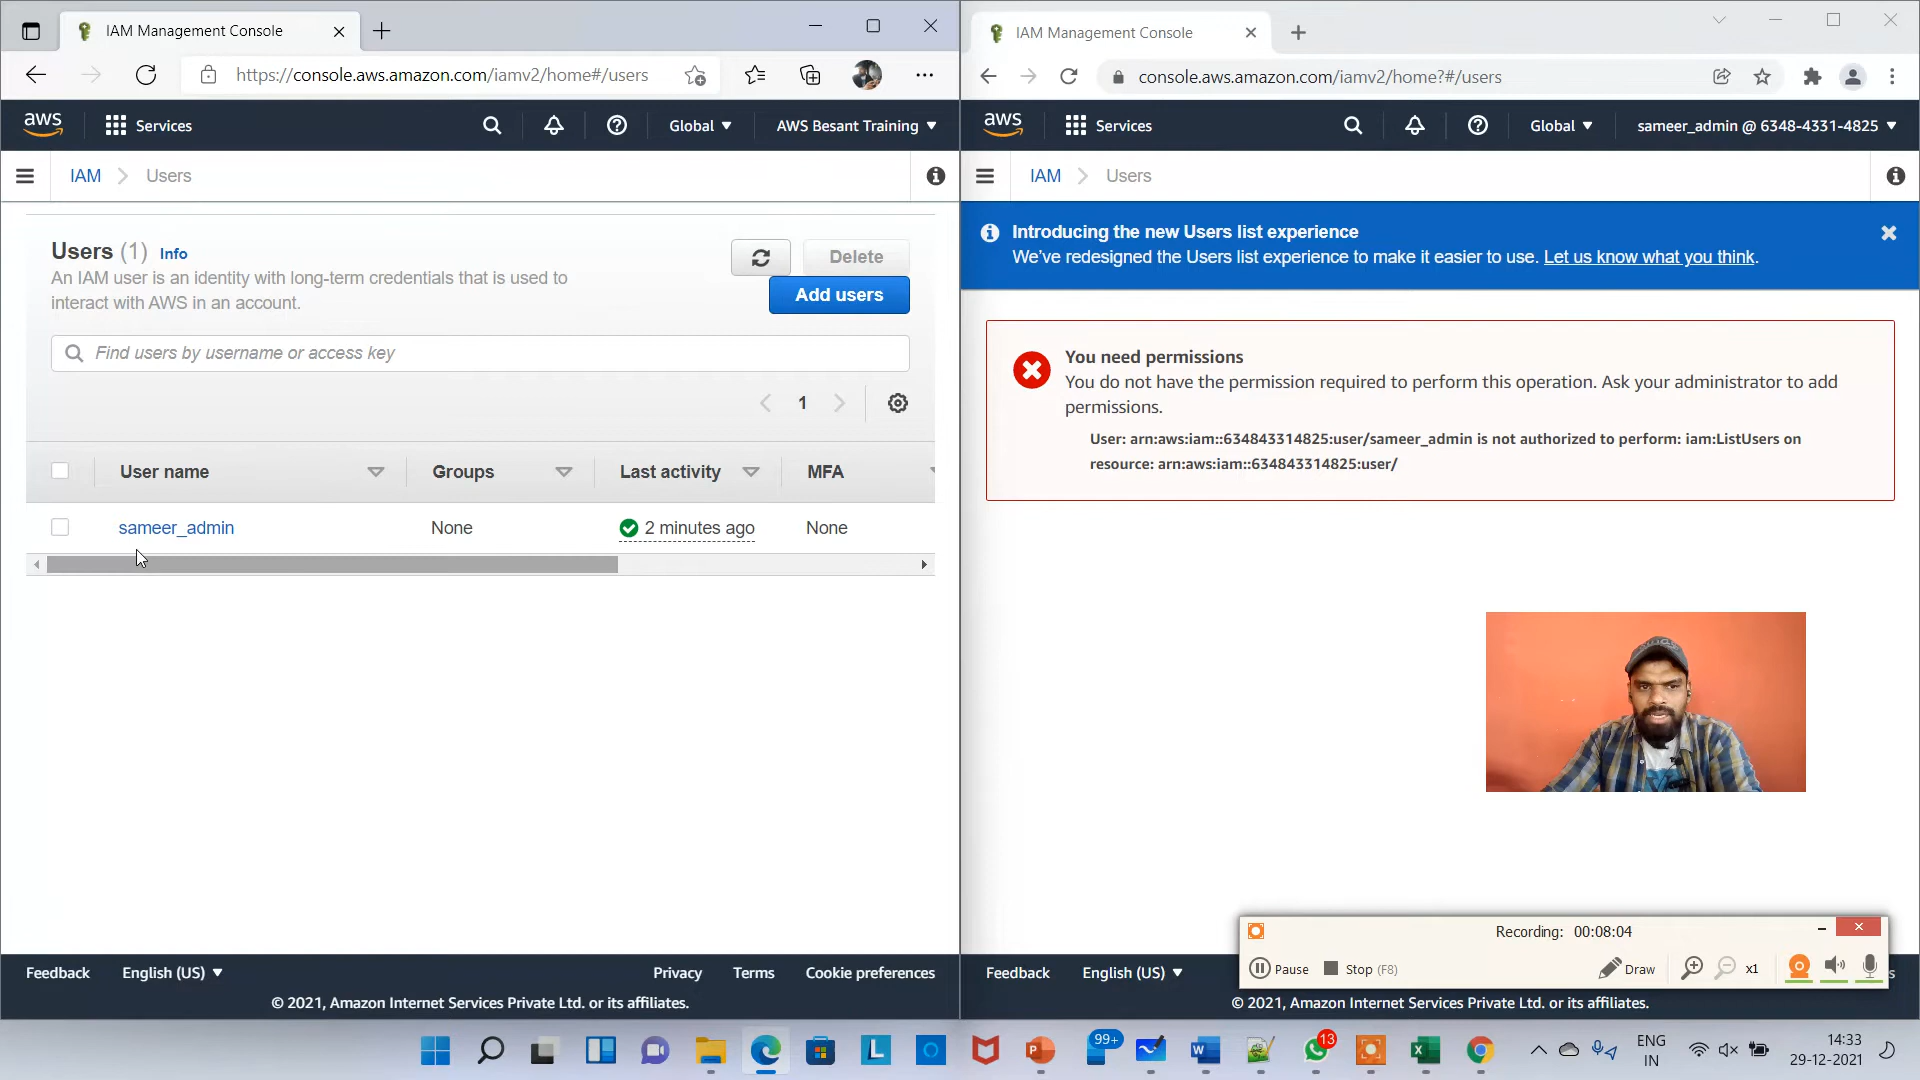 IAM Management Console
https://console.aws.amazon.com/iamv2/home#/users
aws
Services
Global
AWS Besant Training
IAM
Users
Users (1) Info
An IAM user is an identity with long-term credentials that is used to
interact with AWS in an account.
Delete
Add users
Find users by username or access key
1
User name
Groups
Last activity
MFA
sameer_admin
None
2 minutes ago
None
Feedback
English (US)
Privacy
Terms
Cookie preferences
© 2021, Amazon Internet Services Private Ltd. or its affiliates.
IAM Management Console
console.aws.amazon.com/iamv2/home?#/users
aws
Services
Global
sameer_admin @ 6348-4331-4825
IAM
Users
Introducing the new Users list experience
We've redesigned the Users list experience to make it easier to use. Let us know what you think.
You need permissions
You do not have the permission required to perform this operation. Ask your administrator to add
permissions.
User: arn:aws:iam::634843314825:user/sameer_admin is not authorized to perform: iam:ListUsers on
resource: arn:aws:iam::634843314825:user/
Recording: 00:08:04
Pause
Stop (F8)
Draw
x1
Feedback
English (US)
s
© 2021, Amazon Internet Services Private Ltd. or its affiliates.
99+
13
ENG
IN
14:33
29-12-2021